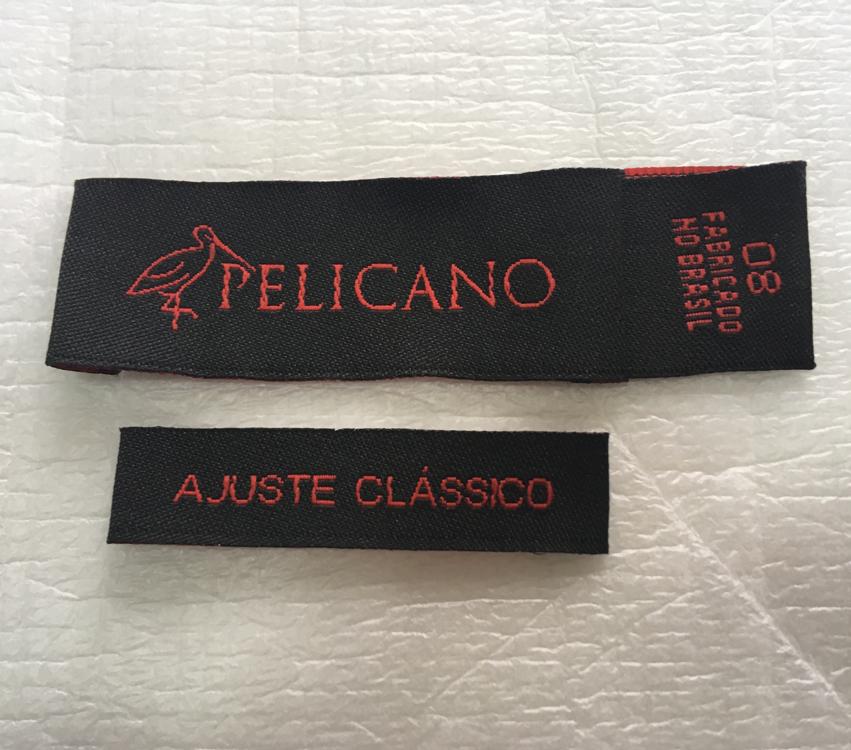 PELICANO
08
FABRICADO
NO BRASIL
AJUSTE CLÁSSICO